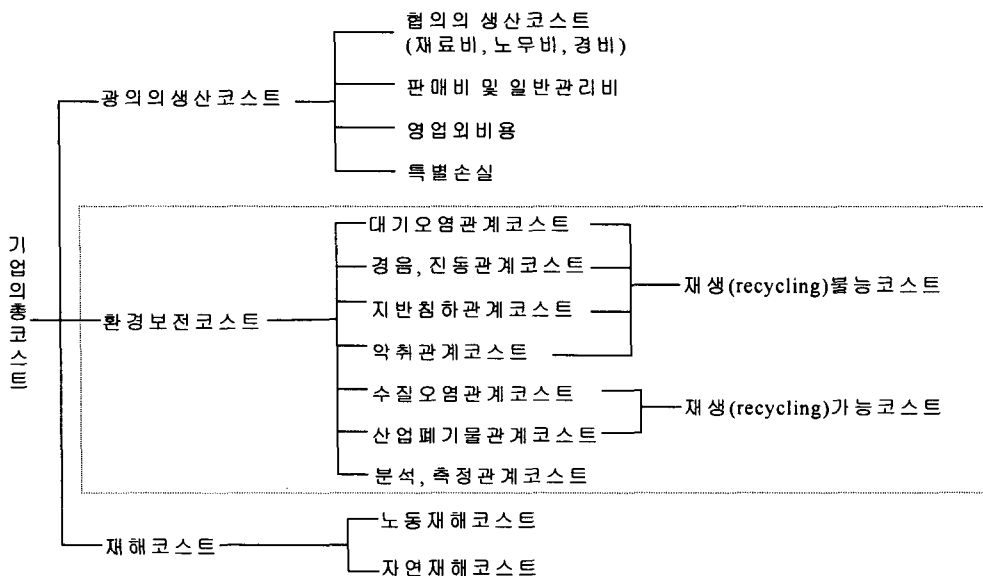 협의의 생산코스트
(재료비, 노무비, 경비)
광의의생산코스트
판매비 및 일반관리비
영업외비용
특별손실
기업의총코스트
대기오염관계코스트
경음, 진동관계코스트
재생(recycling)불능코스트
지반침하관계코스트
환경보전코스트
악취관계코스트
수질오염관계코스트
재생(recycling)가능코스트
산업폐기물관계코스트
분석, 측정관계코스트
노동재해코스트
재해코스트
자연재해코스트